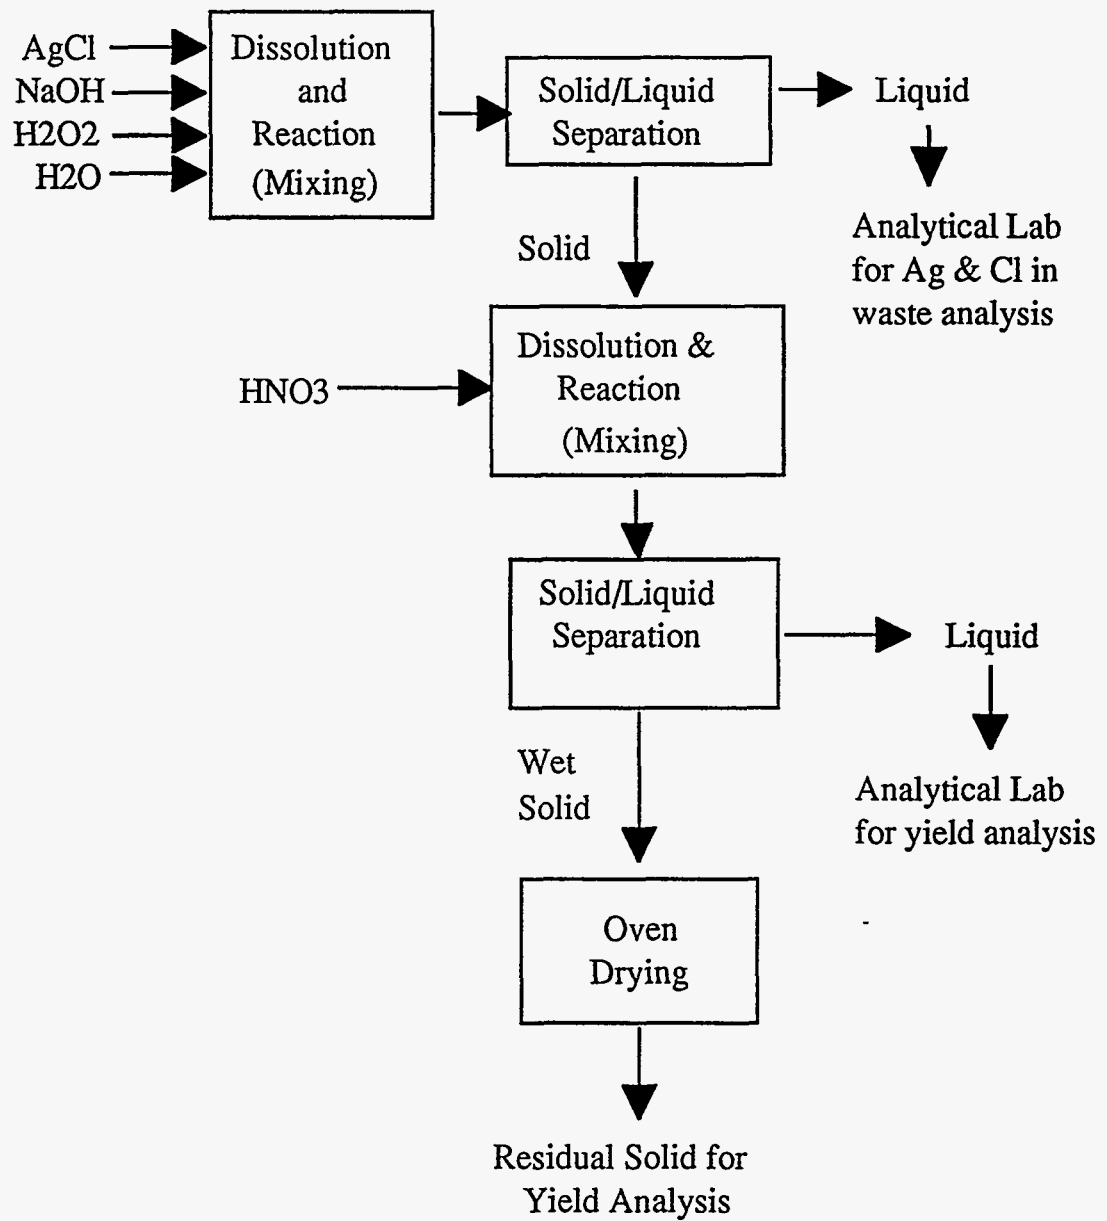 AgCl
NaOH
H2O2
H2O
Dissolution
and
Reaction
(Mixing)
Solid/Liquid
Separation
Liquid
Analytical Lab
for Ag & Cl in
waste analysis
Solid
HNO3
Dissolution &
Reaction
(Mixing)
Solid/Liquid
Separation
Liquid
Analytical Lab
for yield analysis
Wet
Solid
Oven
Drying
Residual Solid for
Yield Analysis